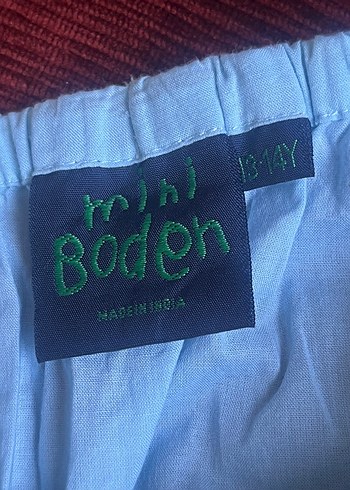 mini
Boden
MADE IN INDIA
13-14Y